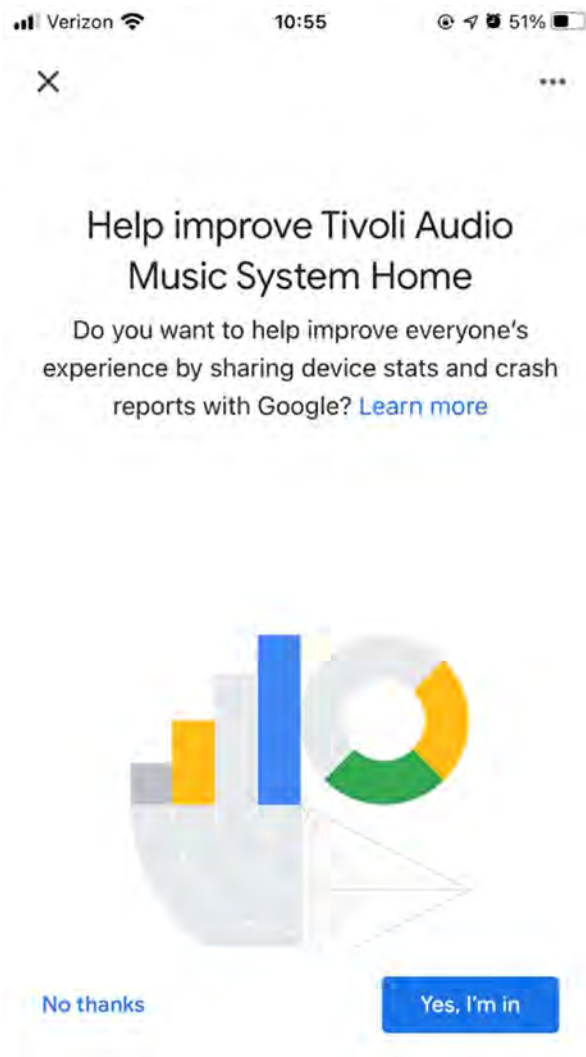 Verizon 10:55 51%
Help improve Tivoli Audio
Music System Home
Do you want to help improve everyone's
experience by sharing device stats and crash
reports with Google? Learn more
No thanks Yes, I'm in